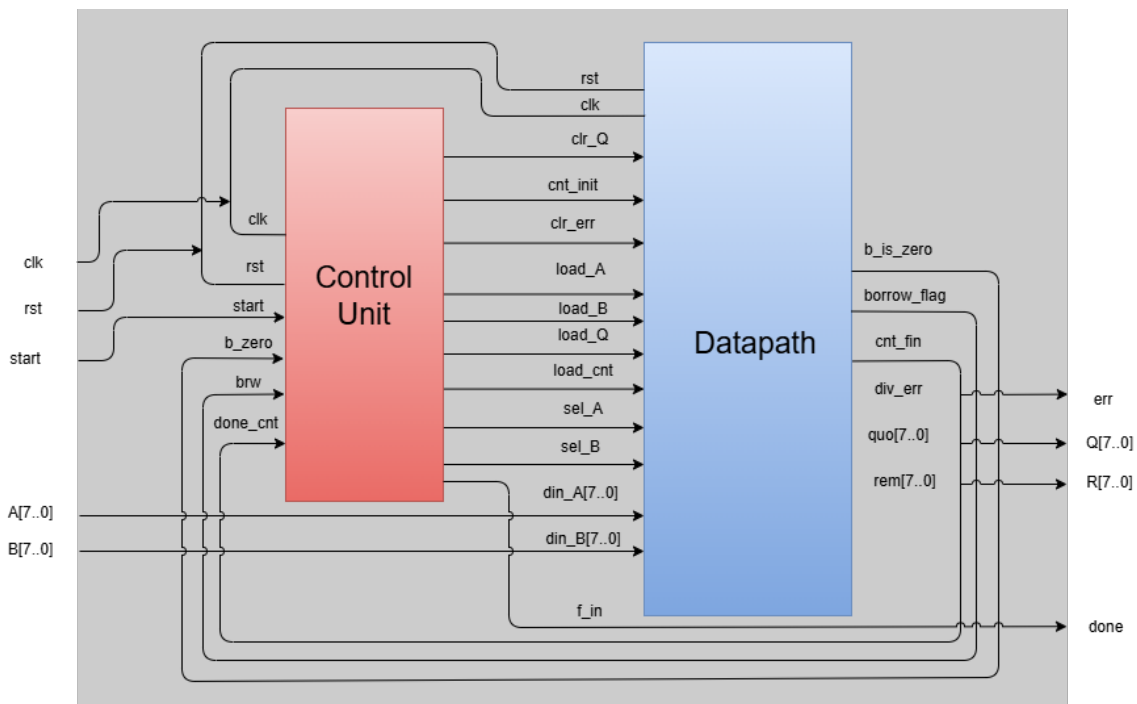 rst
clk
clr_Q
cnt_init
clk
clr_err
b_is_zero
clk
rst
load_A
Control
Unit
borrow_flag
rst
start
load_B
b_zero
load_Q
Datapath
cnt_fin
start
load_cnt
brw
div_err
err
done_cnt
sel_A
quo[7..0]
Q[7..0]
sel_B
rem[7..0]
R[7..0]
A[7..0]
din_A[7..0]
B[7..0]
din_B[7..0]
f_in
done